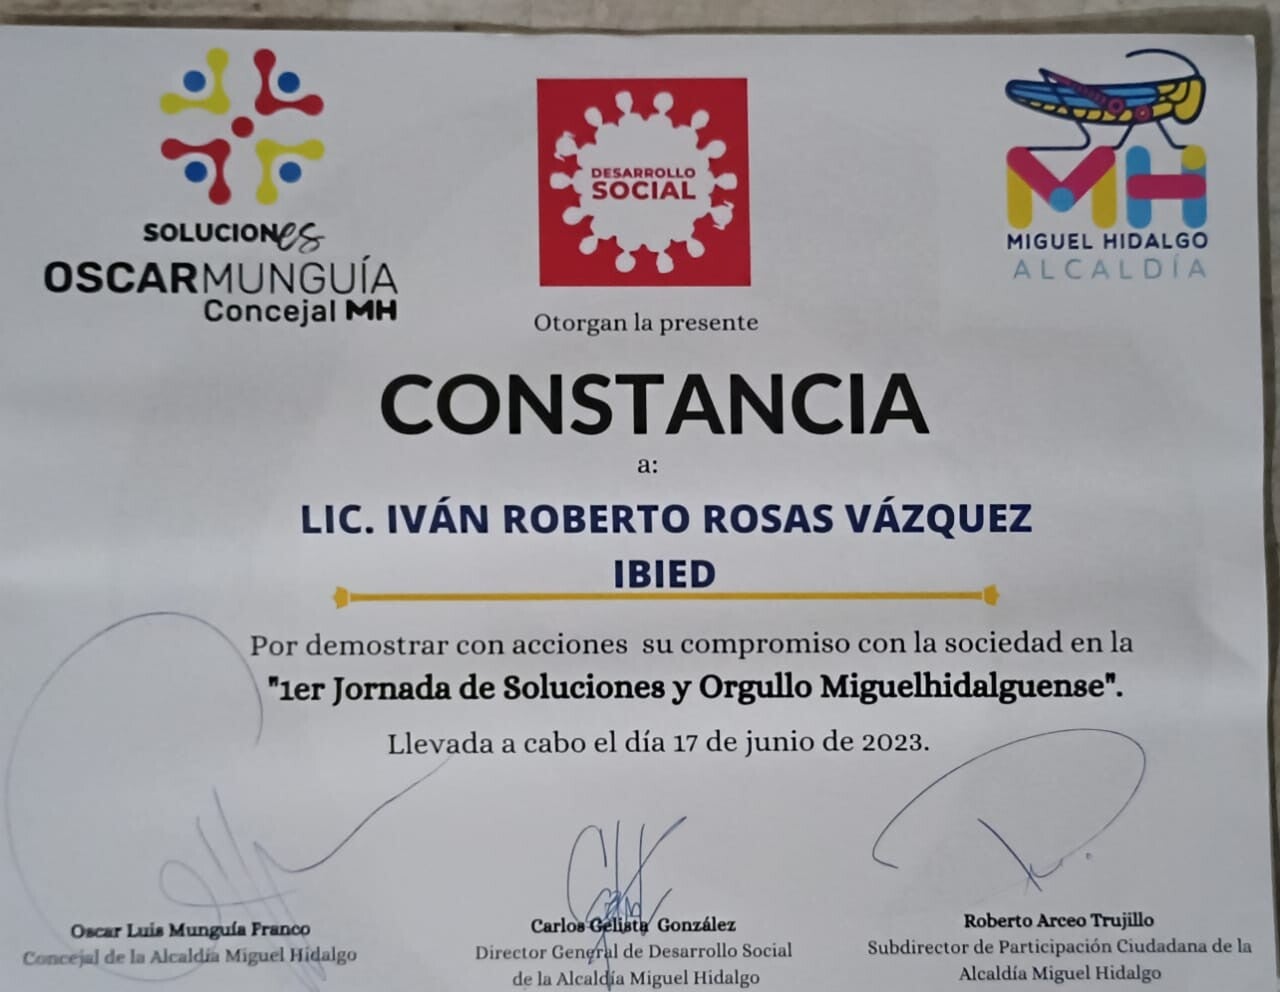 SOLUCIONES
OSCARMUNGUÍA
Concejal MH
DESARROLLO
SOCIAL
MH
MIGUEL HIDALGO
ALCALDÍA
Otorgan la presente
CONSTANCIA
a:
LIC. IVÁN ROBERTO ROSAS VÁZQUEZ
IBIED
Por demostrar con acciones su compromiso con la sociedad en la
"1er Jornada de Soluciones y Orgullo Miguelhidalguense".
Llevada a cabo el día 17 de junio de 2023.
Oscar Luis Munguía Franco
Concejal de la Alcaldía Miguel Hidalgo
Carlos Gelista González
Director General de Desarrollo Social
de la Alcaldía Miguel Hidalgo
Roberto Arceo Trujillo
Subdirector de Participación Ciudadana de la
Alcaldía Miguel Hidalgo